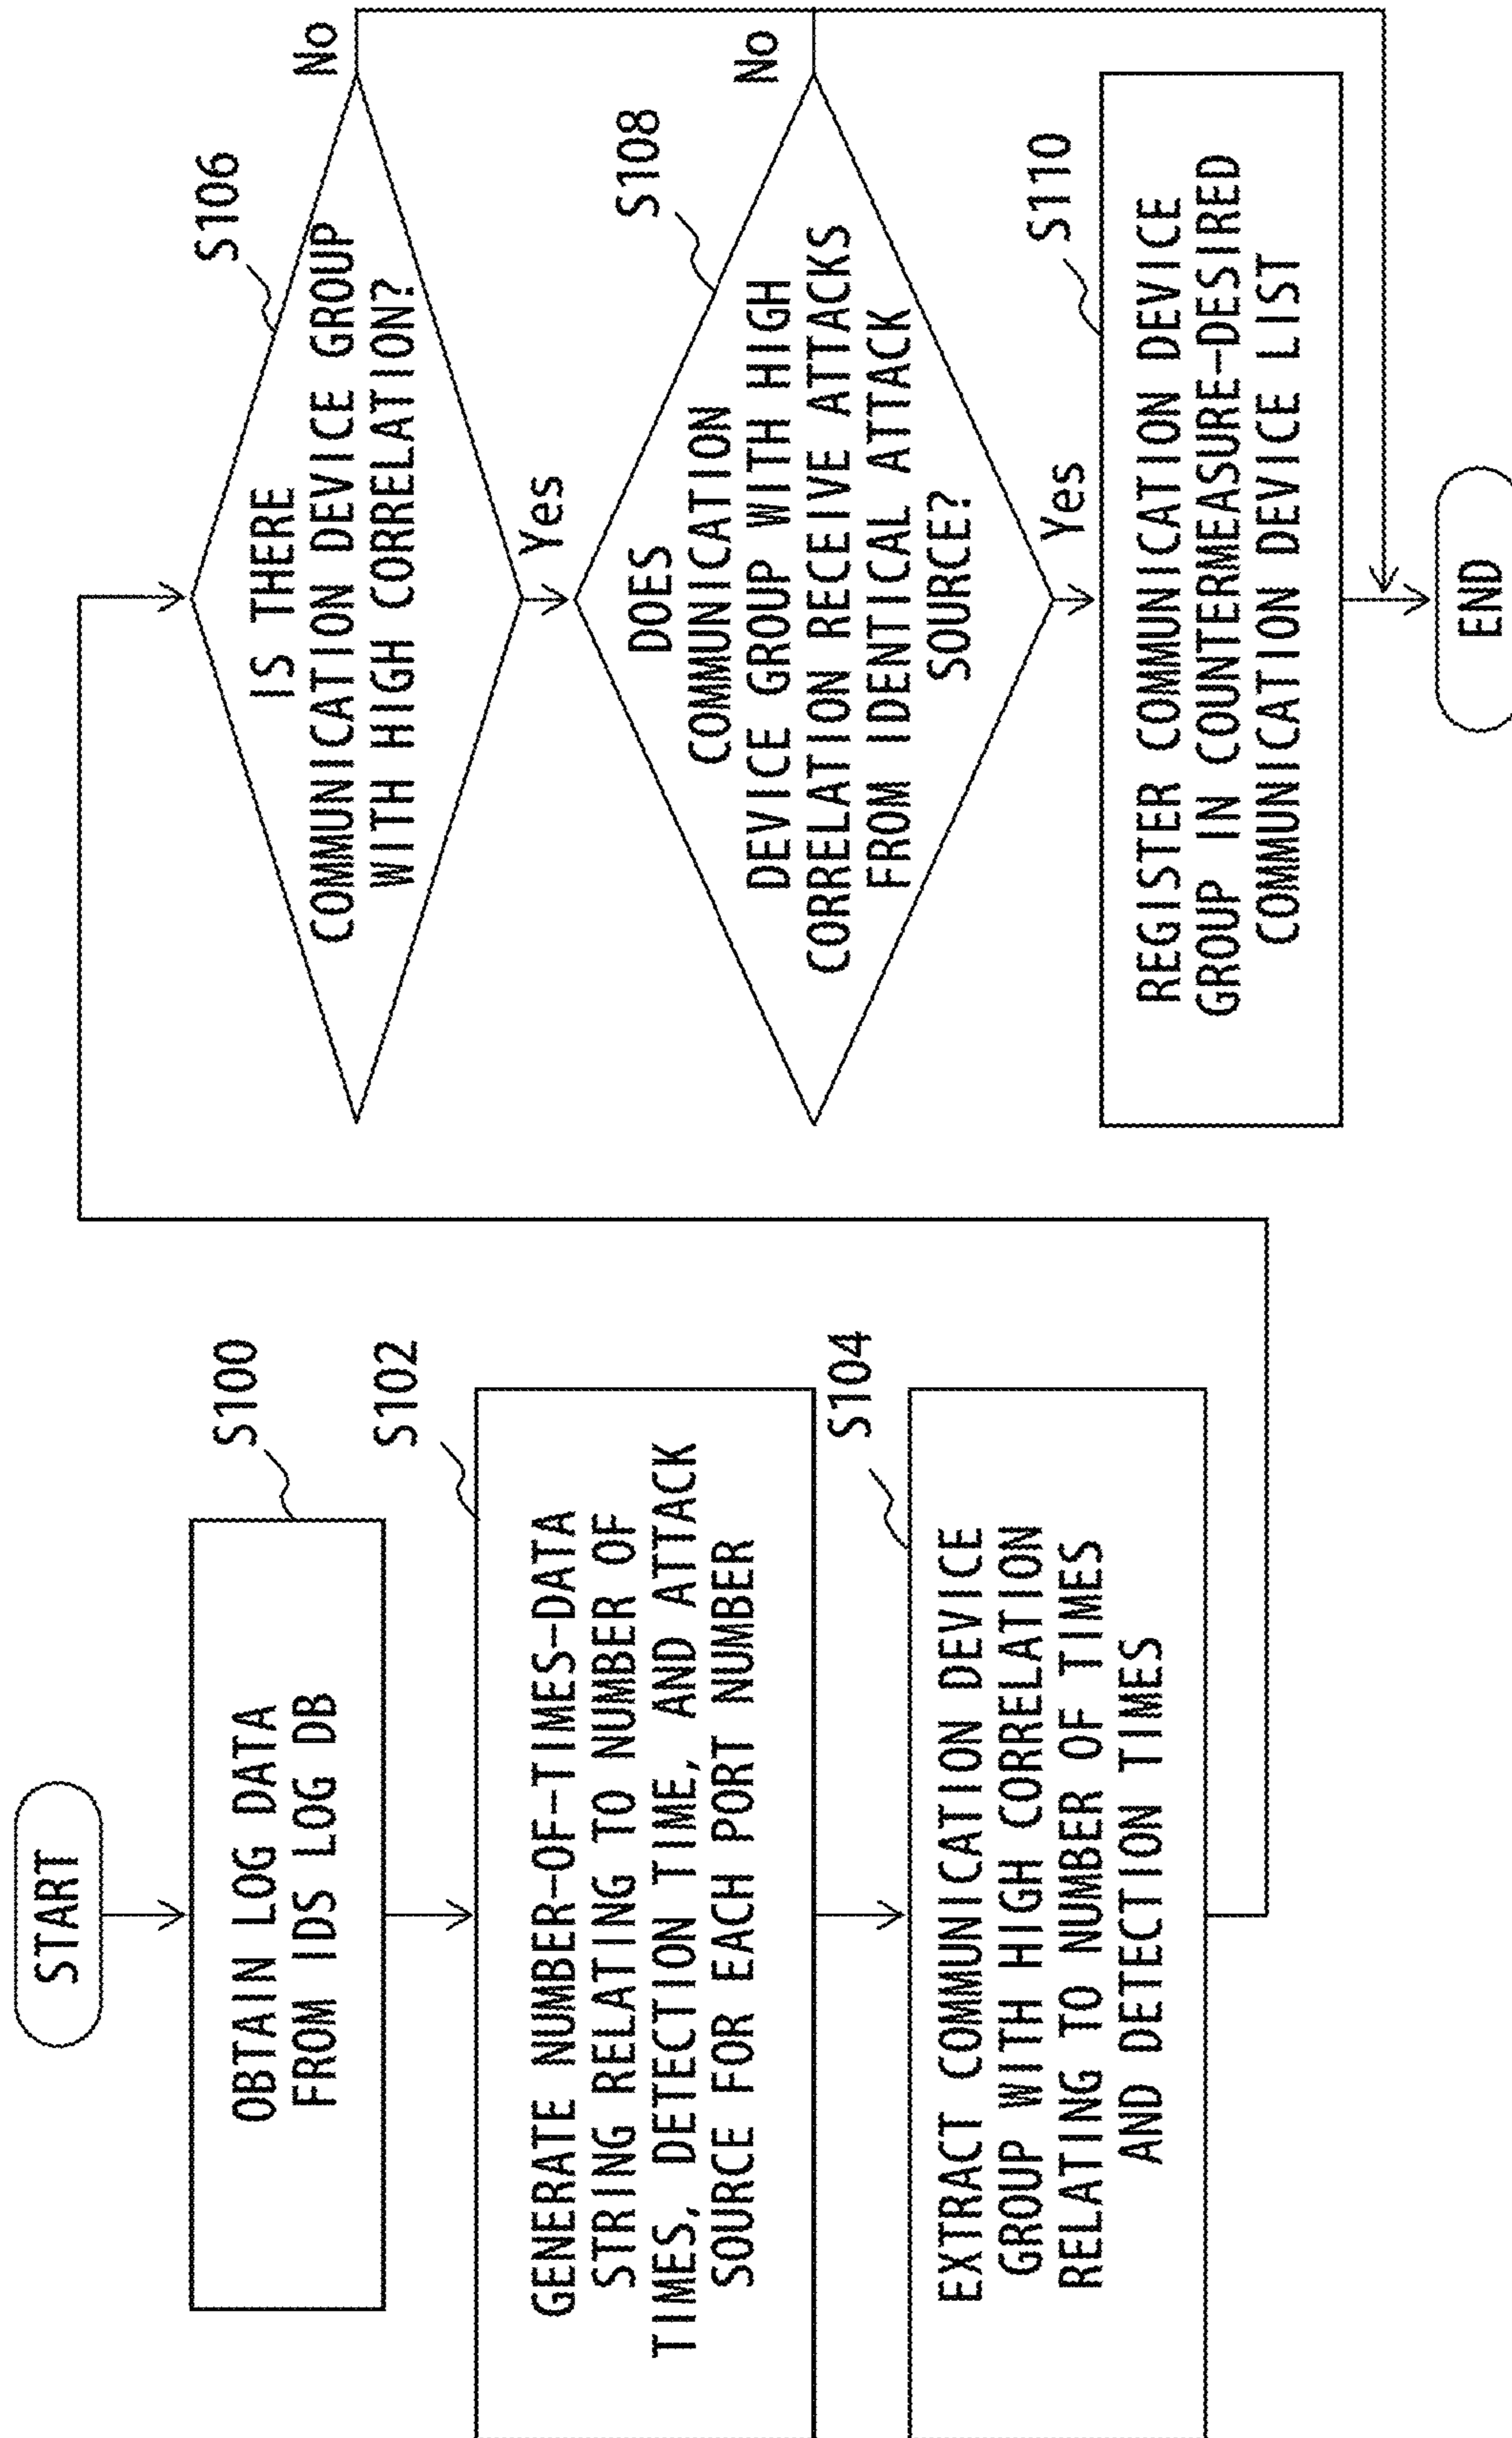 START
S100
OBTAIN LOG DATA
FROM IDS LOG DB
S102
GENERATE NUMBER-OF-TIMES-DATA
STRING RELATING TO NUMBER OF
TIMES, DETECTION TIME, AND ATTACK
SOURCE FOR EACH PORT NUMBER
S104
EXTRACT COMMUNICATION DEVICE
GROUP WITH HIGH CORRELATION
RELATING TO NUMBER OF TIMES
AND DETECTION TIMES
S106
IS THERE
COMMUNICATION DEVICE GROUP
WITH HIGH CORRELATION?
No
Yes
S108
DOES
COMMUNICATION
DEVICE GROUP WITH HIGH
CORRELATION RECEIVE ATTACKS
FROM IDENTICAL ATTACK
SOURCE?
No
Yes
S110
REGISTER COMMUNICATION DEVICE
GROUP IN COUNTERMEASURE-DESIRED
COMMUNICATION DEVICE LIST
END